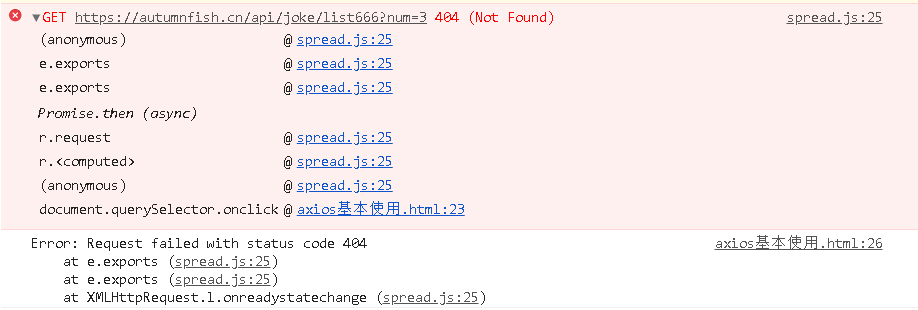 ▼GET https://autumnfish.cn/api/joke/list666?num=3 404 (Not Found) spread.js:25
(anonymous) @ spread.js:25
e.exports @ spread.js:25
e.exports @ spread.js:25
Promise.then (async)
r.request @ spread.js:25
r.<computed> @ spread.js:25
(anonymous) @ spread.js:25
document.querySelector.onclick @ axios基本使用.html:23
Error: Request failed with status code 404 axios基本使用.html:26
at e.exports (spread.js:25)
at e.exports (spread.js:25)
at XMLHttpRequest.l.onreadystatechange (spread.js:25)